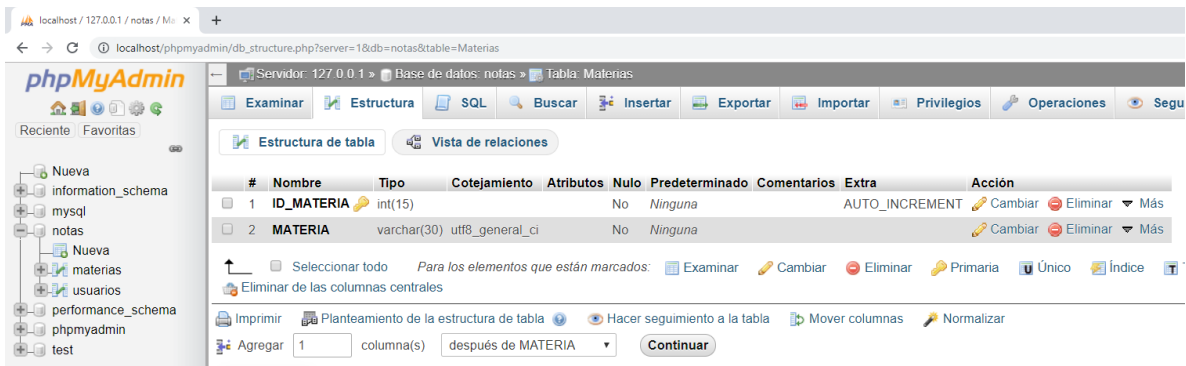 localhost / 127.0.0.1 / notas / Ma
localhost/phpmyadmin/db_structure.php?server=1&db=notas&table=Materias
phpMyAdmin
Reciente Favoritas
Nueva
information_schema
mysql
notas
Nueva
materias
usuarios
performance_schema
phpmyadmin
test
Servidor: 127.0.0.1 » Base de datos: notas » Tabla: Materias
Examinar Estructura SQL Buscar Insertar Exportar Importar Privilegios Operaciones Segu
Estructura de tabla Vista de relaciones
# Nombre Tipo Cotejamiento Atributos Nulo Predeterminado Comentarios Extra Acción
1 ID_MATERIA int(15) No Ninguna AUTO_INCREMENT Cambiar Eliminar Más
2 MATERIA varchar(30) utf8_general_ci No Ninguna Cambiar Eliminar Más
Seleccionar todo Para los elementos que están marcados: Examinar Cambiar Eliminar Primaria Único Índice
Eliminar de las columnas centrales
Imprimir Planteamiento de la estructura de tabla Hacer seguimiento a la tabla Mover columnas Normalizar
Agregar 1 columna(s) después de MATERIA Continuar